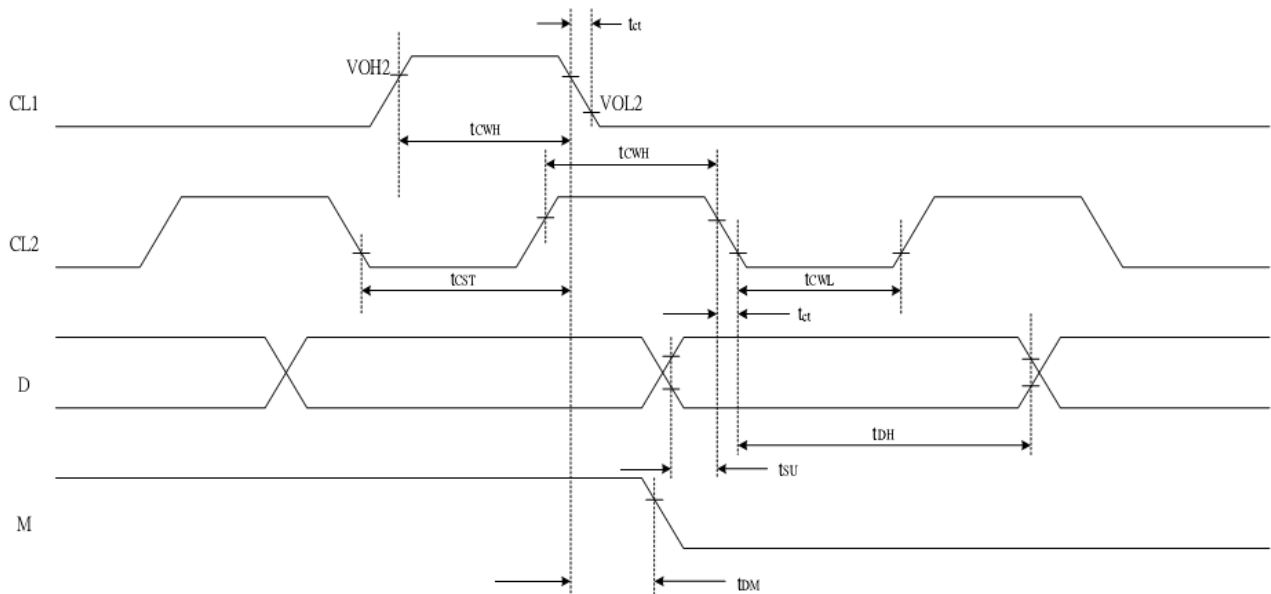 tct
VOH2
CL1
VOL2
tCWH
tCWH
CL2
tCST
tCWL
tct
D
tDH
tSU
M
tDM